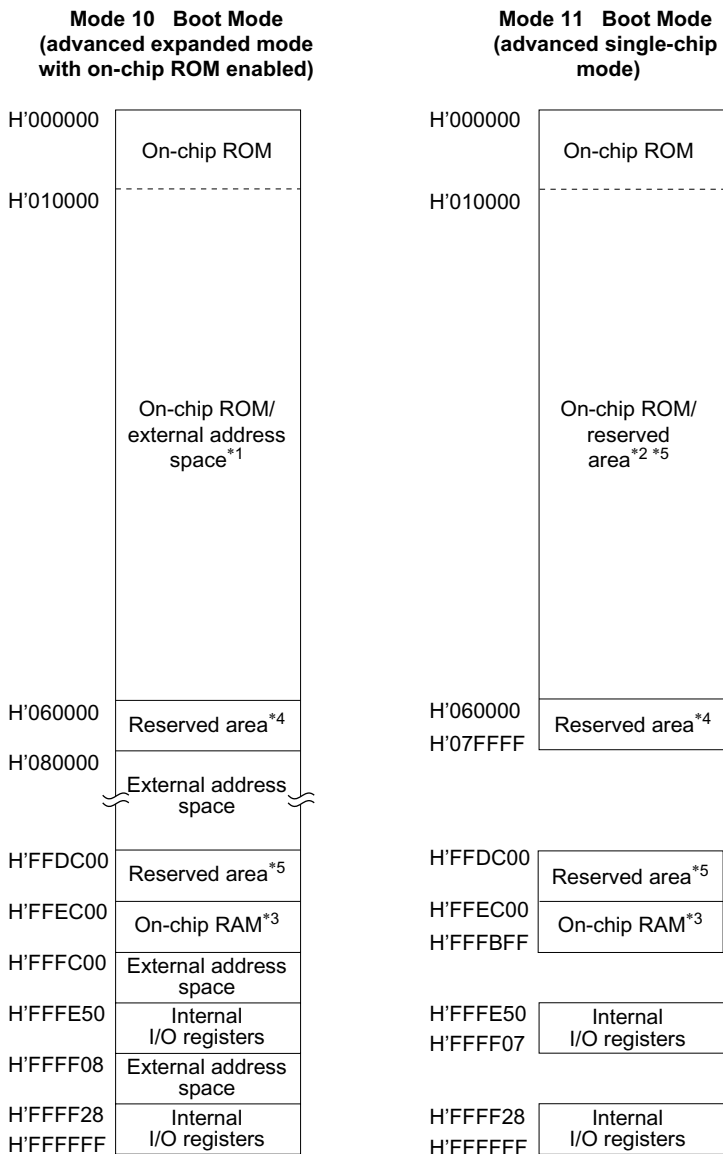 Mode 10 Boot Mode
(advanced expanded mode
with on-chip ROM enabled)
H'000000
On-chip ROM
H'010000
On-chip ROM/
external address
space*1
H'060000
Reserved area*4
H'080000
External address
space
H'FFDC00
Reserved area*5
H'FFEC00
On-chip RAM*3
H'FFFC00
External address
space
H'FFFE50
Internal
I/O registers
H'FFFF08
External address
space
H'FFFF28
Internal
I/O registers
H'FFFFFF
Mode 11 Boot Mode
(advanced single-chip
mode)
H'000000
On-chip ROM
H'010000
On-chip ROM/
reserved
area*2 *5
H'060000
Reserved area*4
H'07FFFF
H'FFDC00
Reserved area*5
H'FFEC00
On-chip RAM*3
H'FFFBFF
H'FFFE50
Internal
I/O registers
H'FFFF07
H'FFFF28
Internal
I/O registers
H'FFFFFF